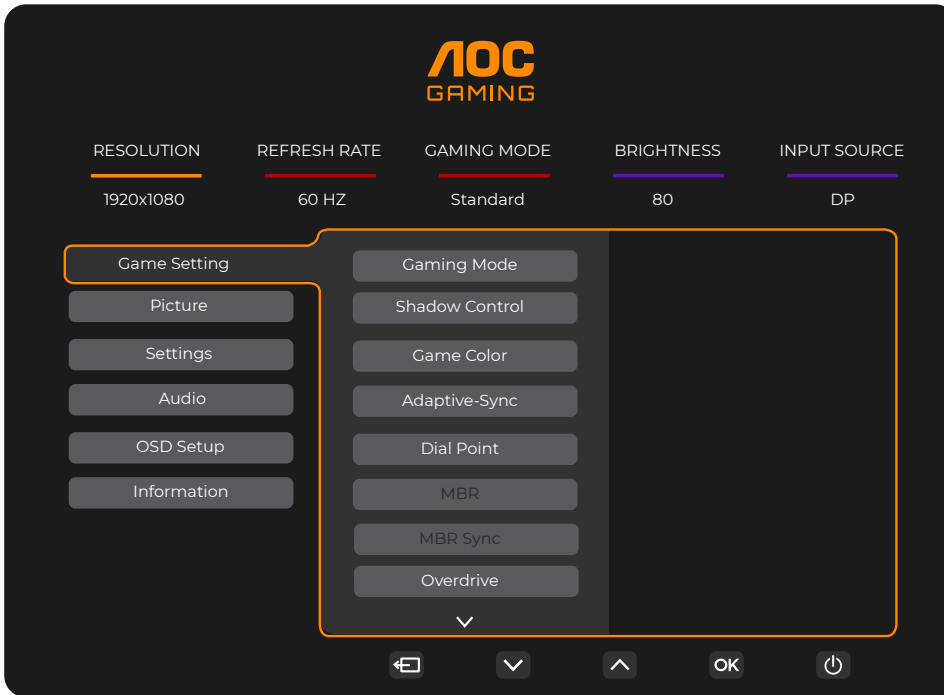 AOC
GAMING
RESOLUTION REFRESH RATE GAMING MODE BRIGHTNESS INPUT SOURCE
1920x1080 60 HZ Standard 80 DP
Game Setting
Picture
Settings
Audio
OSD Setup
Information
Gaming Mode
Shadow Control
Game Color
Adaptive-Sync
Dial Point
MBR
MBR Sync
Overdrive
OK